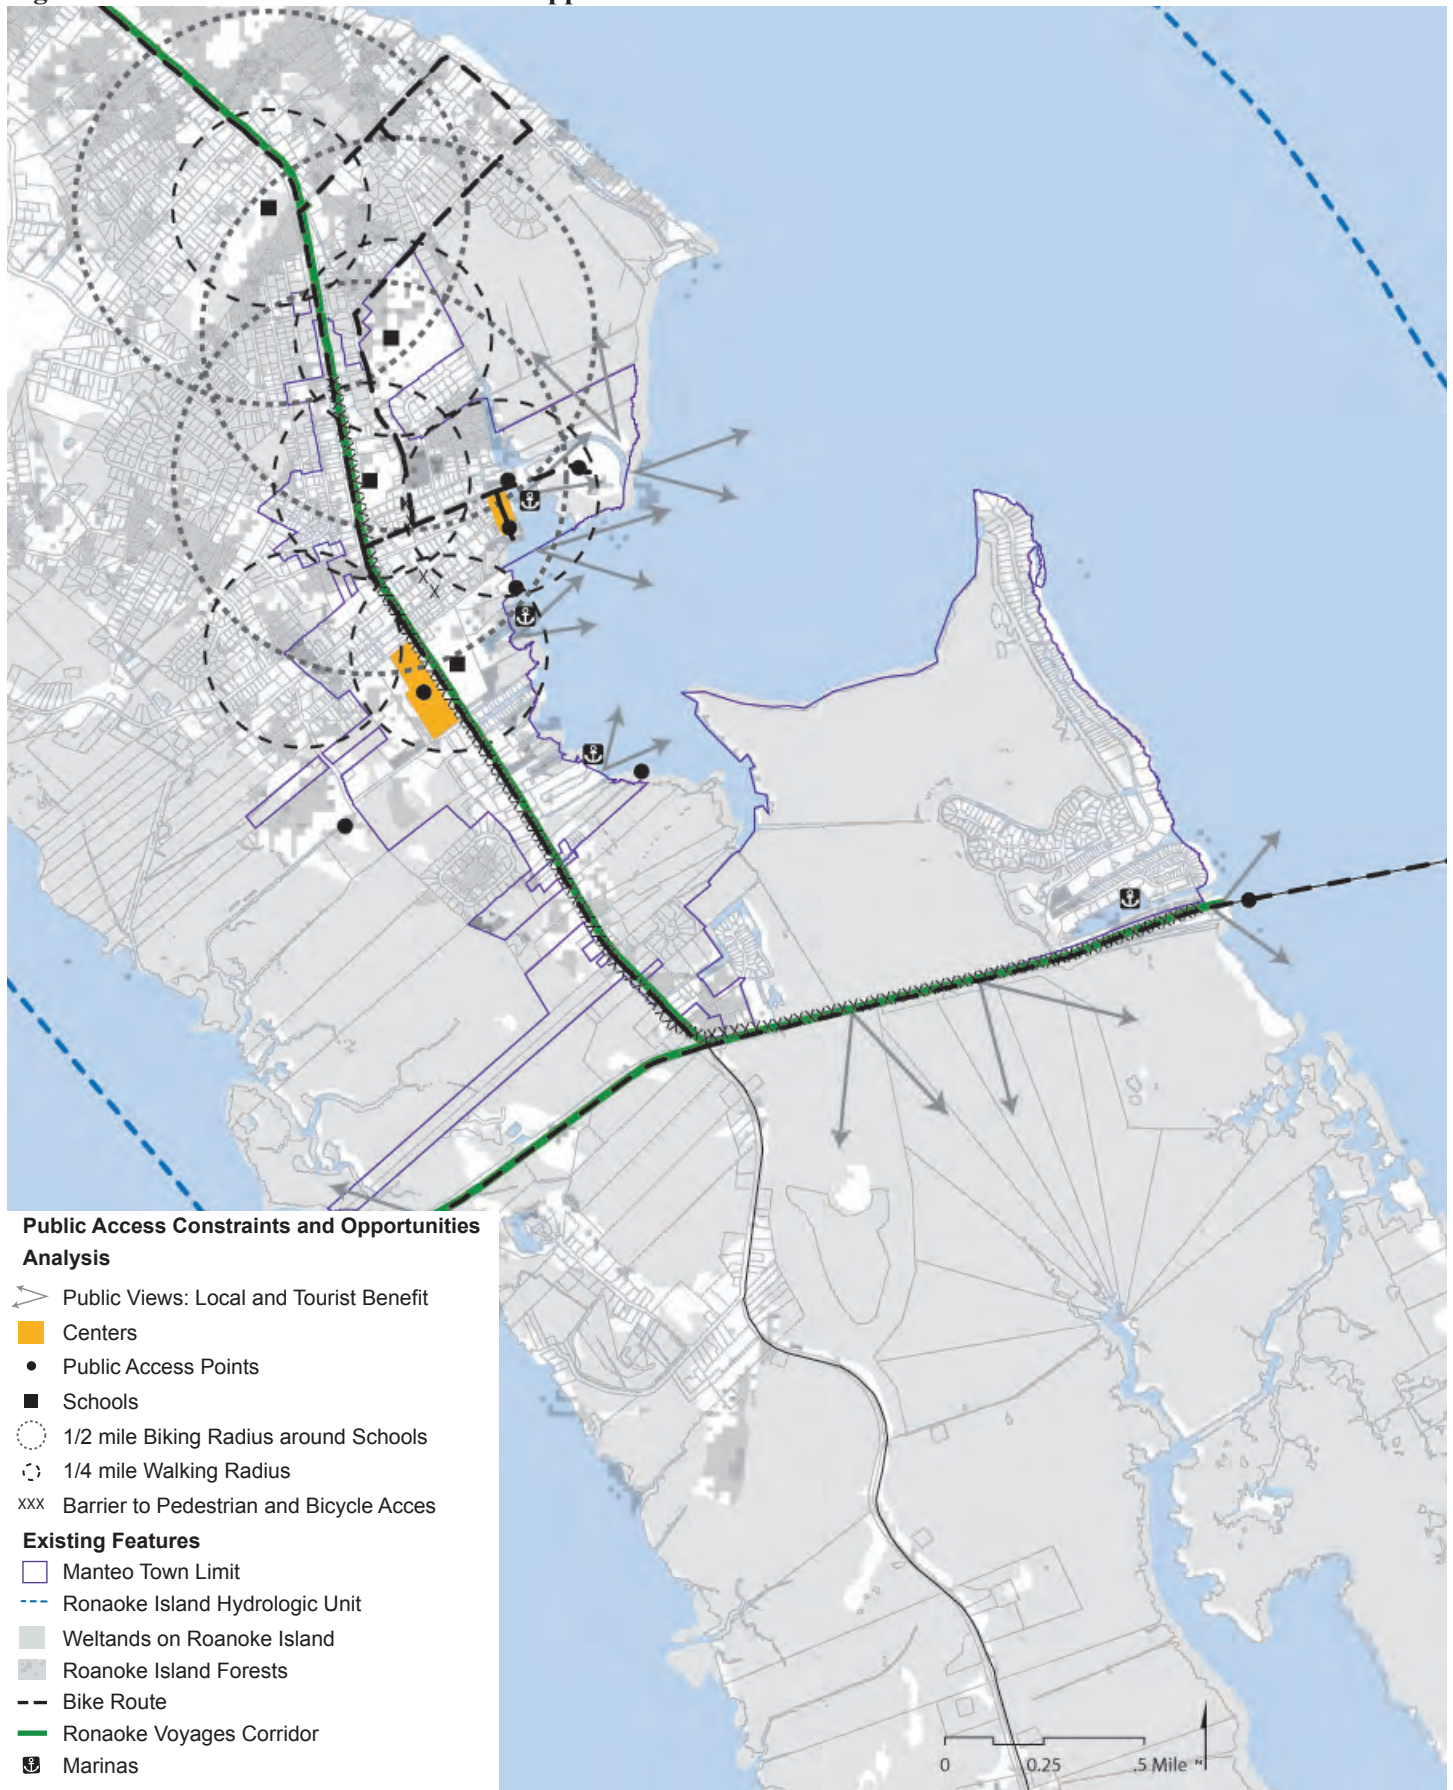 Public Access Constraints and Opportunities
Analysis
Public Views: Local and Tourist Benefit
Centers
Public Access Points
Schools
1/2 mile Biking Radius around Schools
1/4 mile Walking Radius
xxx Barrier to Pedestrian and Bicycle Acces
Existing Features
Manteo Town Limit
Ronaoke Island Hydrologic Unit
Weltands on Roanoke Island
Roanoke Island Forests
Bike Route
Ronaoke Voyages Corridor
Marinas
0 0.25 .5 Mile N